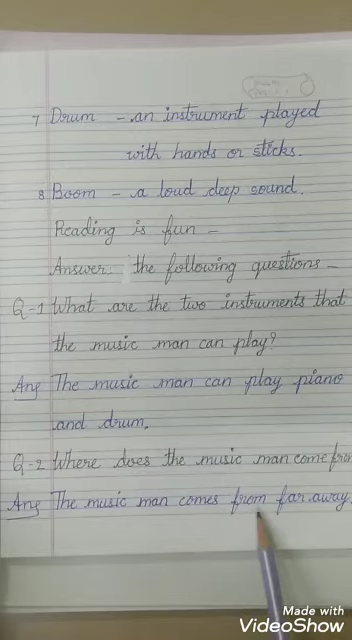 7 Drum - an instrument played
with hands or sticks.
8 Boom - a loud deep sound.
Reading is fun -
Answer the following questions -
Q-1 What are the two instruments that
the music man can play?
Ans The music man can play piano
and drum.
Q-2 Where does the music man come from
Ans The music man comes from far away.
Made with
VideoShow